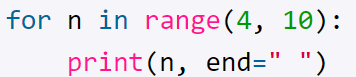 for n in range(4, 10):
    print(n, end=" ")